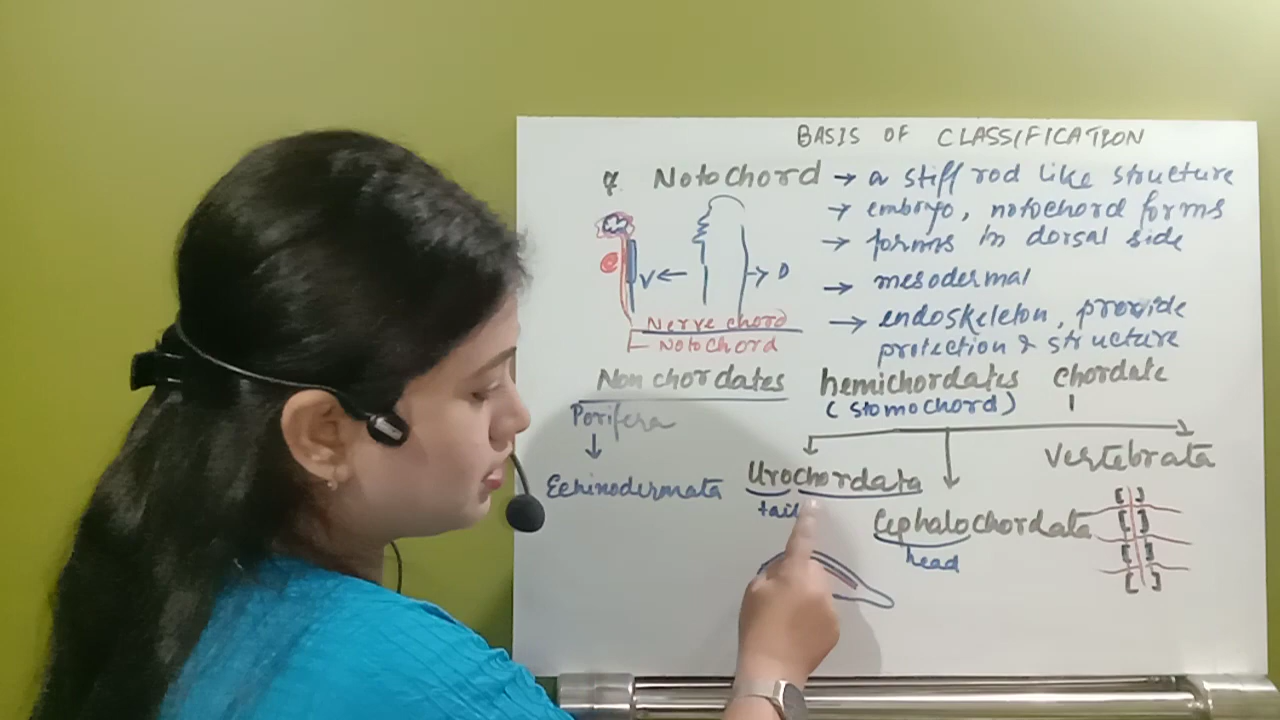 BASIS OF CLASSIFICATION
7. Notochord → a stiff rod like structure
→ embryo, notochord forms
→ forms in dorsal side
V ← → D
→ mesodermal
→ endoskeleton, provide
protection & structure
Nerve chord
Notochord
Non chordates hemichordates chordate
(stomochord)
Porifera
↓
Echinodermata Urochordata Vertebrata
tail
Cephalochordata
head